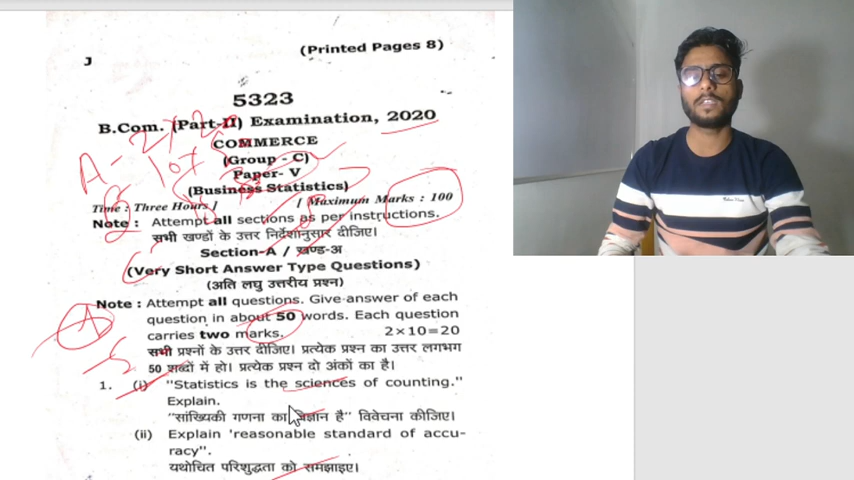 J
(Printed Pages 8)
5323
B.Com. (Part-II) Examination, 2020
COMMERCE
(Group - C)
Paper- V
(Business Statistics)
Time : Three Hours ] [ Maximum Marks : 100
Note : Attempt all sections as per instructions.
सभी खण्डों के उत्तर निर्देशानुसार दीजिए।
Section-A / खण्ड-अ
(Very Short Answer Type Questions)
(अति लघु उत्तरीय प्रश्न)
Note : Attempt all questions. Give answer of each
question in about 50 words. Each question
carries two marks. 2×10=20
सभी प्रश्नों के उत्तर दीजिए। प्रत्येक प्रश्न का उत्तर लगभग
50 शब्दों में हो। प्रत्येक प्रश्न दो अंकों का है।
1. (i) "Statistics is the sciences of counting."
Explain.
"सांख्यिकी गणना का विज्ञान है" विवेचना कीजिए।
(ii) Explain 'reasonable standard of accu-
racy".
यथोचित परिशुद्धता को समझाइए।